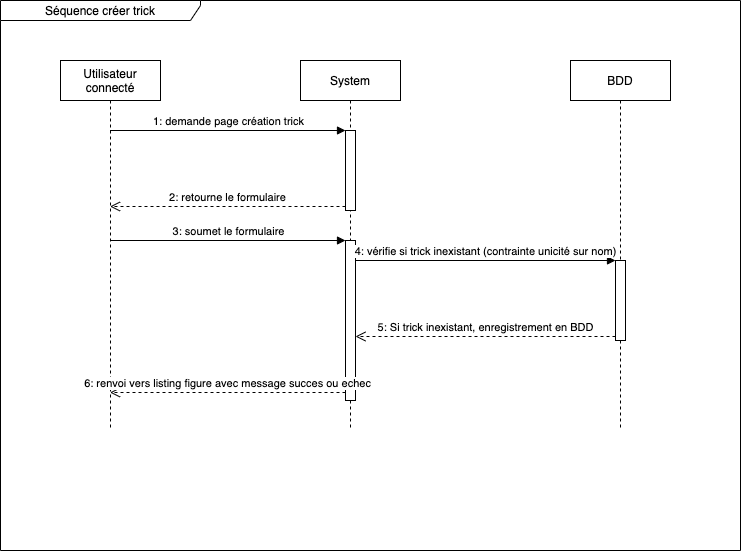 Séquence créer trick
Utilisateur
connecté
System
BDD
1: demande page création trick
2: retourne le formulaire
3: soumet le formulaire
4: vérifie si trick inexistant (contrainte unicité sur nom)
5: Si trick inexistant, enregistrement en BDD
6: renvoi vers listing figure avec message succes ou echec